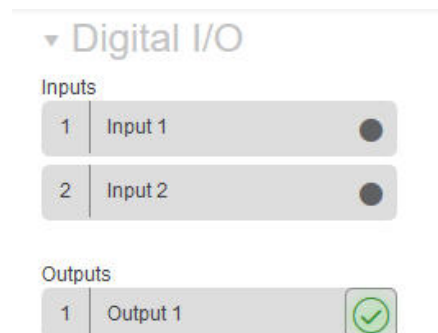 Digital I/O
Inputs
1 Input 1
2 Input 2
Outputs
1 Output 1